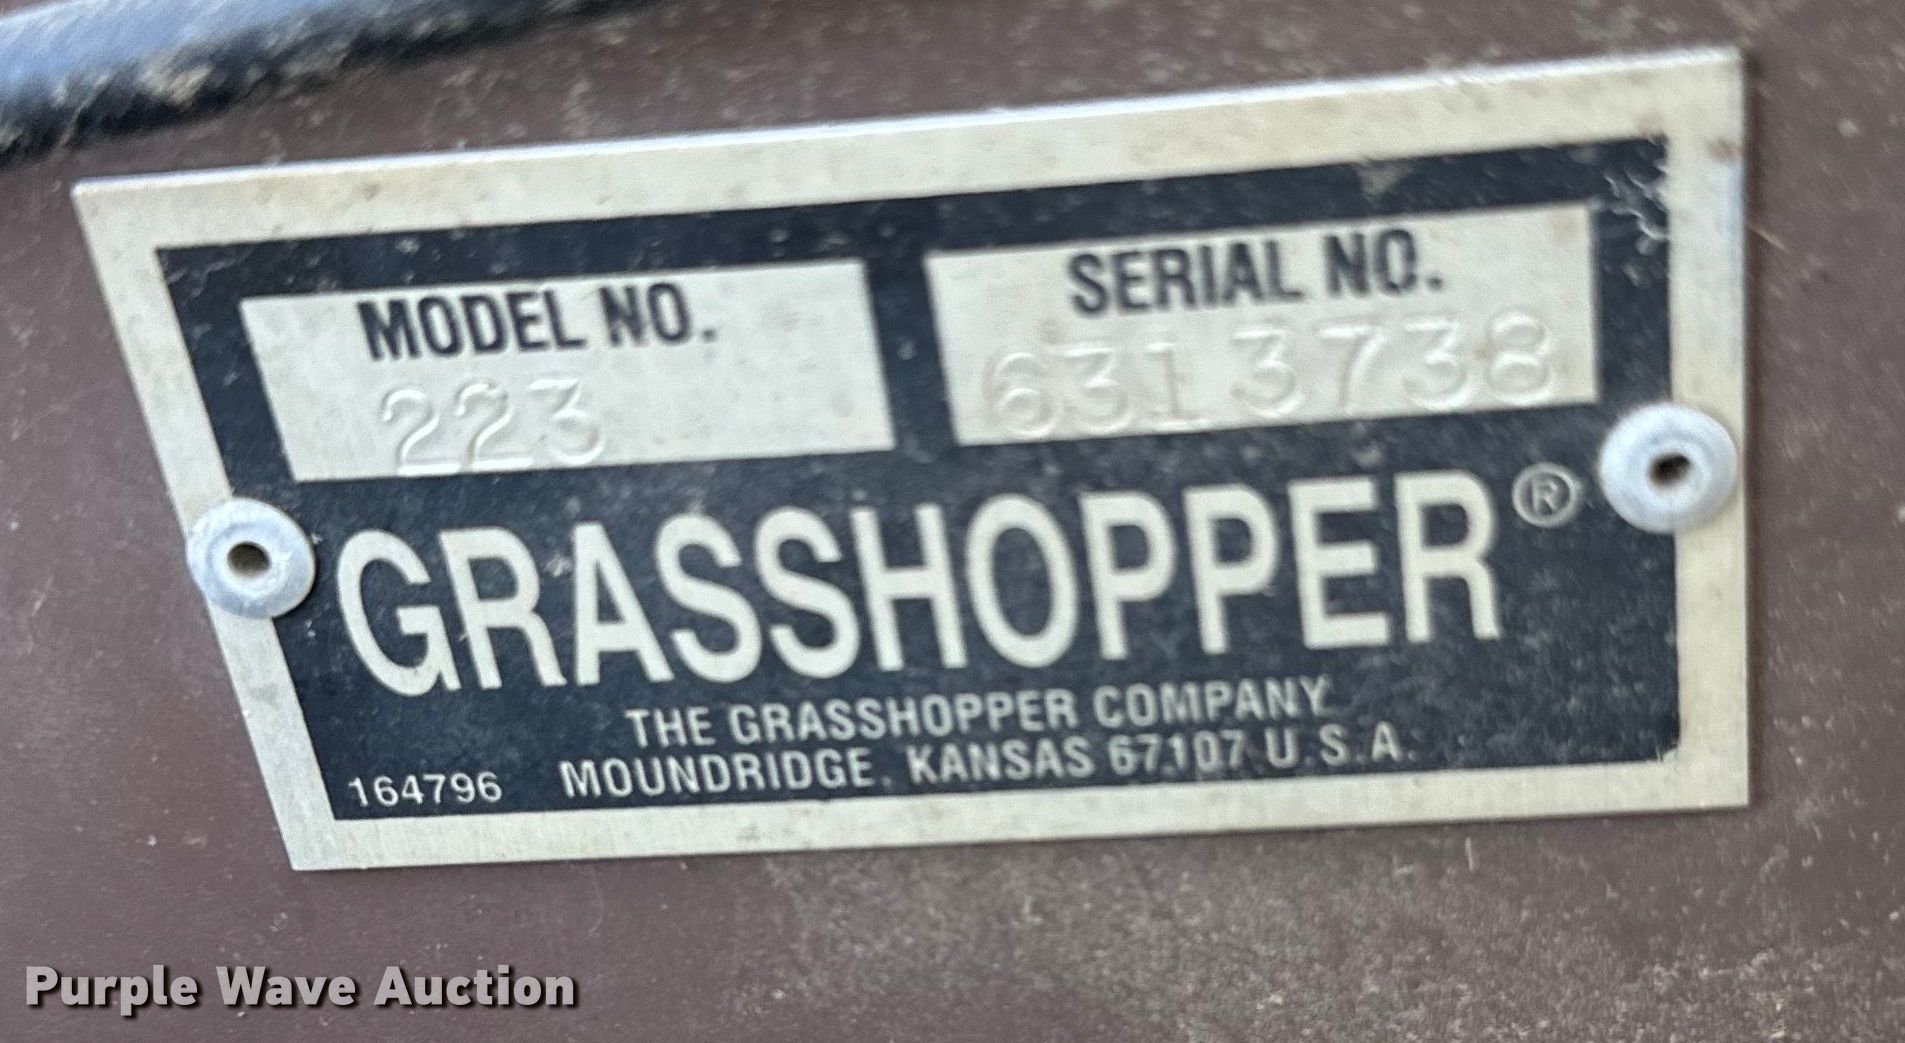 MODEL NO.
223
SERIAL NO.
6313738
GRASSHOPPER®
THE GRASSHOPPER COMPANY
164796 MOUNDRIDGE, KANSAS 67107 U.S.A.
Purple Wave Auction